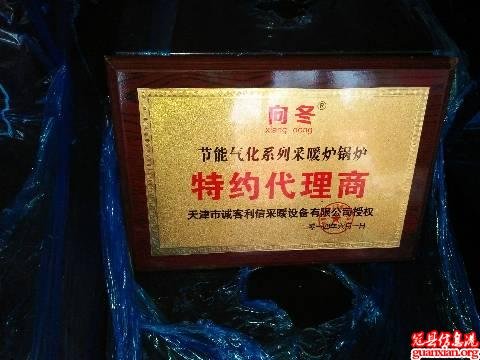 向冬®
xiang dong
节能气化系列采暖炉锅炉
特约代理商
天津市诚客利信采暖设备有限公司授权
冠县信息港
guanxian.org